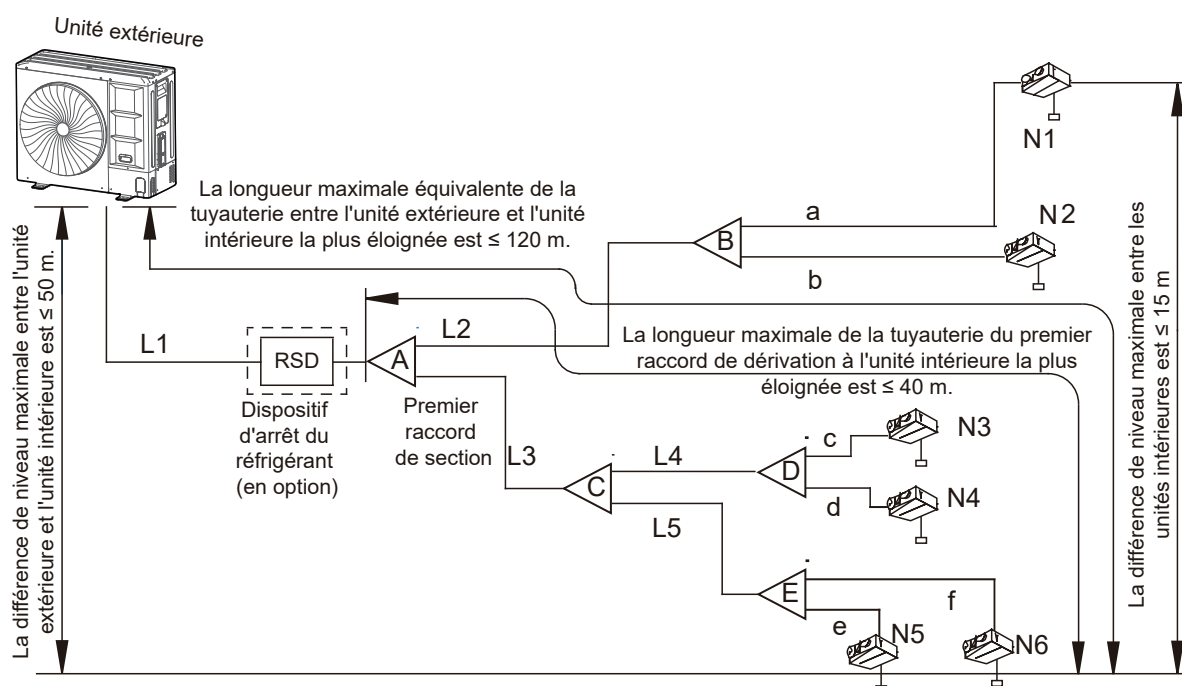 Unité extérieure
La différence de niveau maximale entre l'unité
extérieure et l'unité intérieure est ≤ 50 m.
La longueur maximale équivalente de la
tuyauterie entre l'unité extérieure et l'unité
intérieure la plus éloignée est ≤ 120 m.
N1
a
N2
B
b
L1
RSD
A
L2
La longueur maximale de la tuyauterie du premier
raccord de dérivation à l'unité intérieure la plus
éloignée est ≤ 40 m.
Dispositif
d'arrêt du
réfrigérant
(en option)
Premier
raccord
de section
L3
C
L4
L5
D
c
N3
d
N4
E
e
N5
f
N6
La différence de niveau maximale entre les
unités intérieures est ≤ 15 m